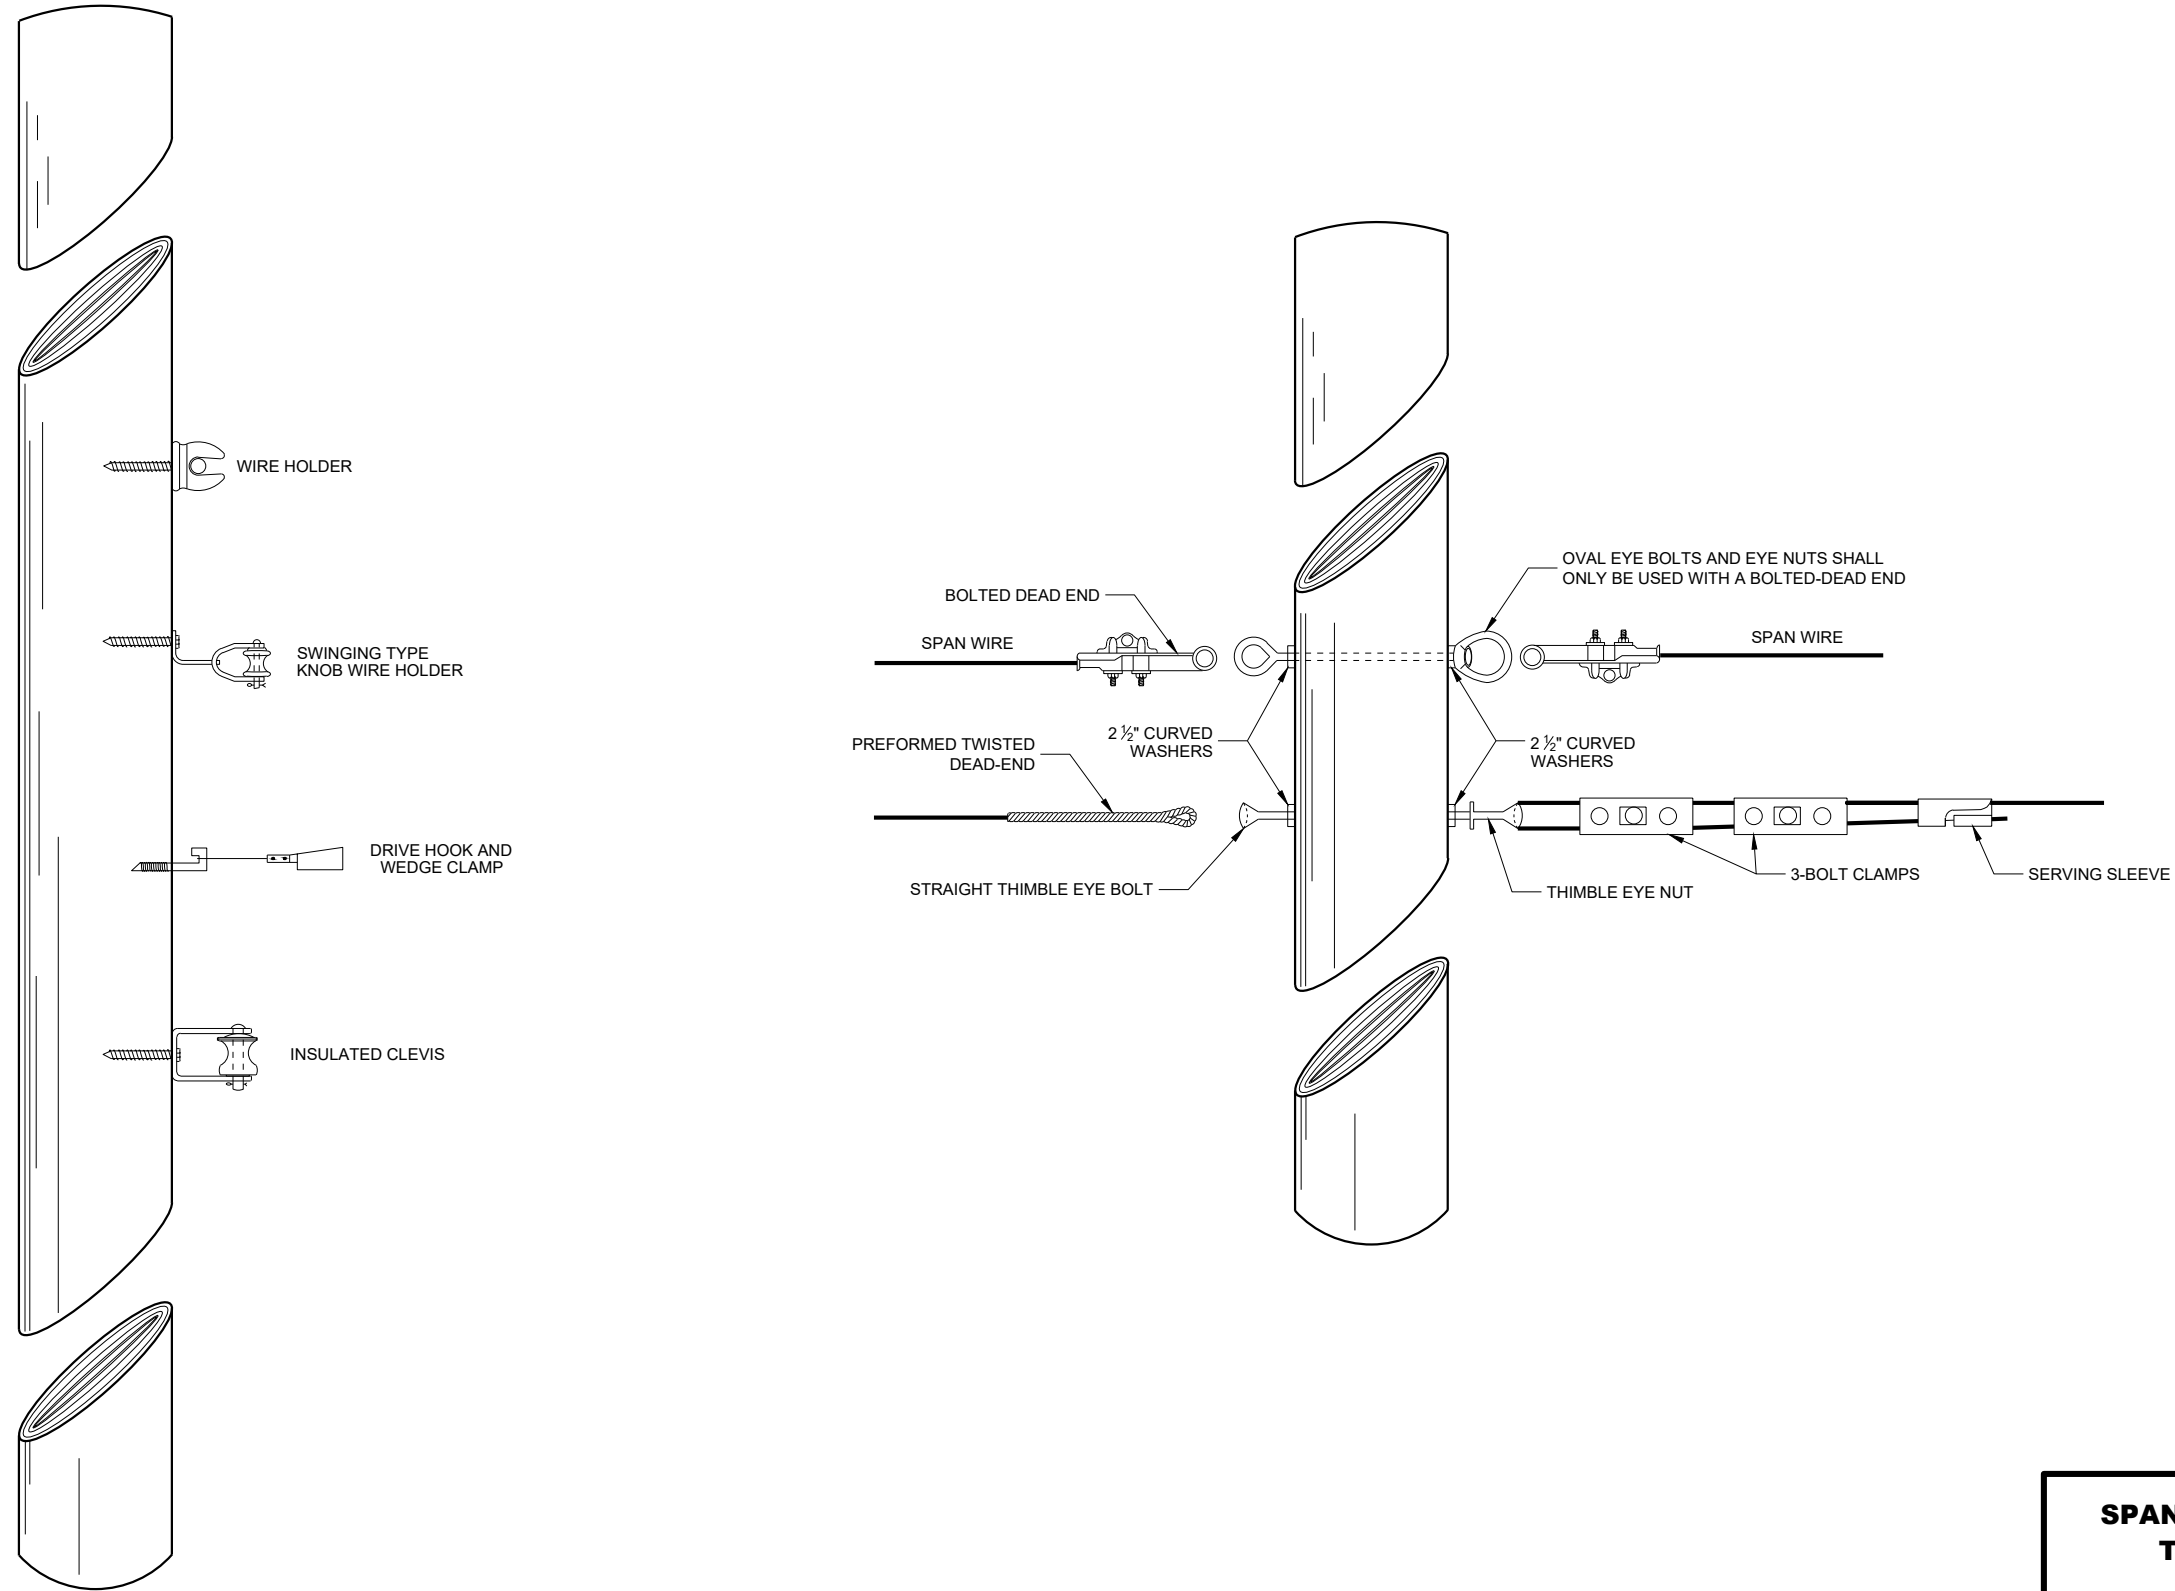 WIRE HOLDER
SWINGING TYPE
KNOB WIRE HOLDER
DRIVE HOOK AND
WEDGE CLAMP
INSULATED CLEVIS
OVAL EYE BOLTS AND EYE NUTS SHALL
ONLY BE USED WITH A BOLTED-DEAD END
BOLTED DEAD END
SPAN WIRE
SPAN WIRE
2 ½" CURVED
WASHERS
2 ½" CURVED
WASHERS
PREFORMED TWISTED
DEAD-END
STRAIGHT THIMBLE EYE BOLT
THIMBLE EYE NUT
3-BOLT CLAMPS
SERVING SLEEVE
SPAN
T